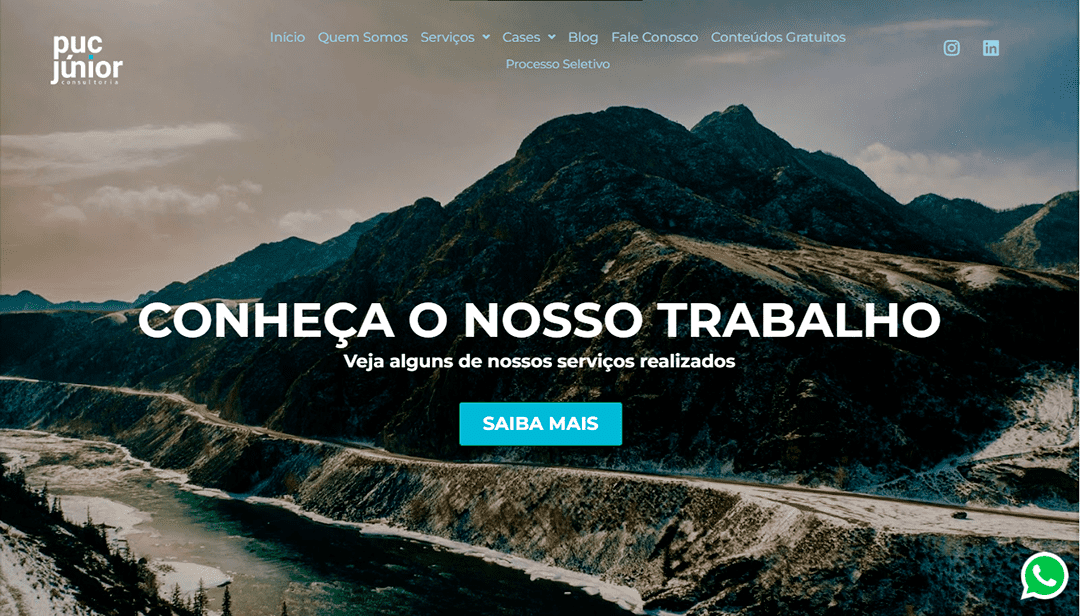 puc
júnior
consultoria
Início Quem Somos Serviços Cases Blog Fale Conosco Conteúdos Gratuitos
Processo Seletivo
CONHEÇA O NOSSO TRABALHO
Veja alguns de nossos serviços realizados
SAIBA MAIS